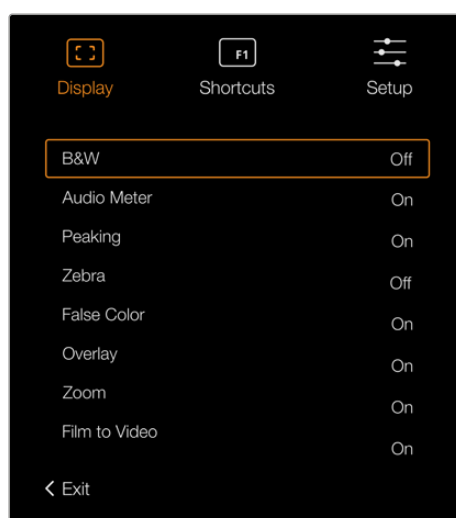 F1
Display Shortcuts Setup
B&W Off
Audio Meter On
Peaking On
Zebra Off
False Color On
Overlay On
Zoom On
Film to Video On
Exit